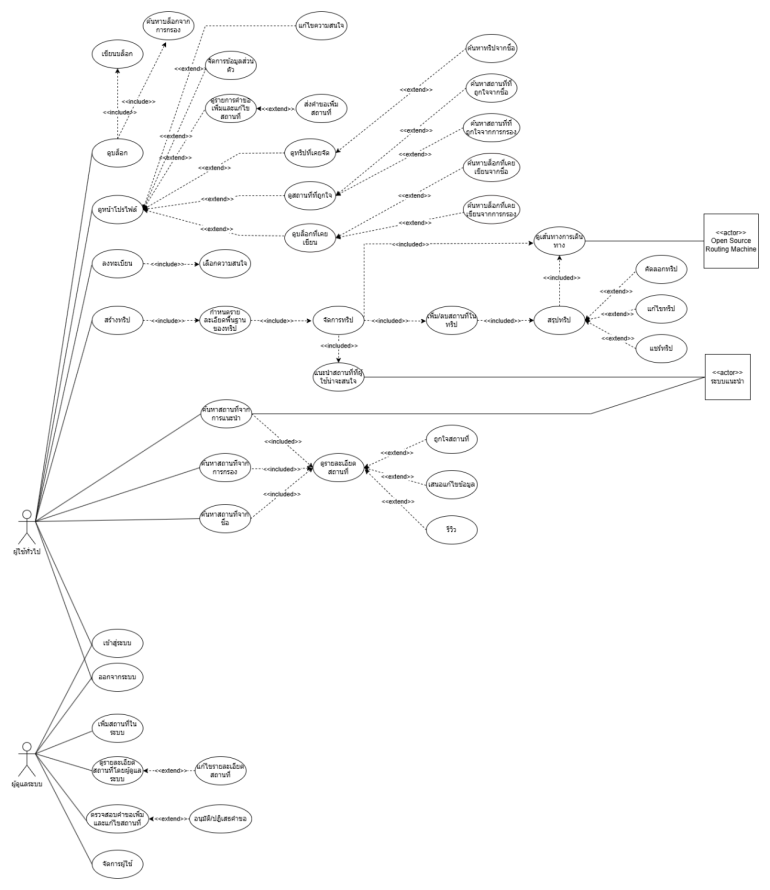 ค้นหาบล็อกจาก
การกรอง
แก้ไขความสนใจ
เขียนบล็อก
<<extend>>
จัดการข้อมูลส่วน
ตัว
ค้นหาทริปจากชื่อ
<<include>>
<<include>>
ดูรายการคำขอ
เพิ่มและแก้ไข
สถานที่
<<extend>>
ส่งคำขอเพิ่ม
สถานที่
<<extend>>
ค้นหาสถานที่ที่
ถูกใจจากชื่อ
<<extend>>
<<extend>>
<<extend>>
ค้นหาสถานที่ที่
ถูกใจจากการกรอง
<<extend>>
ดูบล็อก
<<extend>>
<<extend>>
ดูทริปที่เคยจัด
ค้นหาบล็อกที่เคย
เขียนจากชื่อ
<<extend>>
ดูหน้าโปรไฟล์
<<extend>>
ดูสถานที่ที่ถูกใจ
<<extend>>
ค้นหาบล็อกที่เคย
เขียนจากการกรอง
<<extend>>
ดูบล็อกที่เคย
เขียน
<<extend>>
<<included>>
ดูเส้นทางการเดิน
ทาง
<<actor>>
Open Source
Routing Machine
ลงทะเบียน
<<include>>
เลือกความสนใจ
<<included>>
คัดลอกทริป
<<extend>>
สร้างทริป
<<include>>
กำหนดราย
ละเอียดพื้นฐาน
ของทริป
<<include>>
จัดการทริป
<<included>>
เพิ่ม/ลบสถานที่ใน
ทริป
<<included>>
สรุปทริป
<<extend>>
แก้ไขทริป
<<extend>>
แชร์ทริป
<<included>>
แนะนำสถานที่ที่ผู้
ใช้น่าจะสนใจ
<<actor>>
ระบบแนะนำ
ค้นหาสถานที่จาก
การแนะนำ
<<included>>
ถูกใจสถานที่
<<extend>>
ค้นหาสถานที่จาก
การกรอง
<<included>>
ดูรายละเอียด
สถานที่
<<extend>>
เสนอแก้ไขข้อมูล
<<included>>
<<extend>>
ค้นหาสถานที่จาก
ชื่อ
รีวิว
ผู้ใช้ทั่วไป
เข้าสู่ระบบ
ออกจากระบบ
เพิ่มสถานที่ใน
ระบบ
ผู้ดูแลระบบ
ดูรายละเอียด
สถานที่โดยผู้ดูแล
ระบบ
<<extend>>
แก้ไขรายละเอียด
สถานที่
ตรวจสอบคำขอเพิ่ม
และแก้ไขสถานที่
<<extend>>
อนุมัติ/ปฏิเสธคำขอ
จัดการผู้ใช้